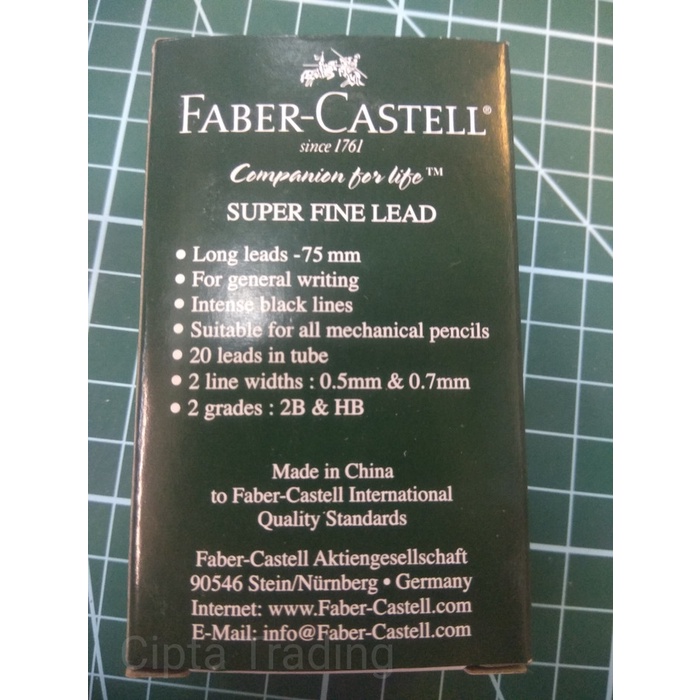 FABER-CASTELL®
since 1761
Companion for life™
SUPER FINE LEAD
• Long leads -75 mm
• For general writing
• Intense black lines
• Suitable for all mechanical pencils
• 20 leads in tube
• 2 line widths : 0.5mm & 0.7mm
• 2 grades : 2B & HB
Made in China
to Faber-Castell International
Quality Standards
Faber-Castell Aktiengesellschaft
90546 Stein/Nürnberg • Germany
Internet: www.Faber-Castell.com
E-Mail: info@Faber-Castell.com
Cipta Trading